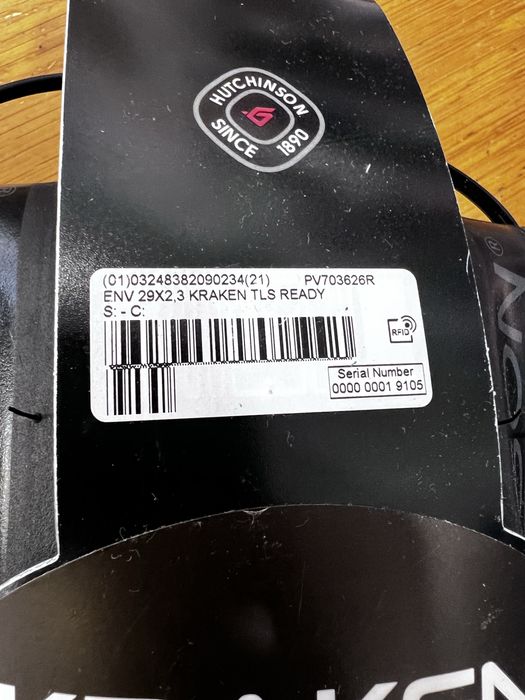 HUTCHINSON
SINCE 1890
(01)03248382090234(21) PV703626R
ENV 29X2,3 KRAKEN TLS READY
S: - C:
RFID
Serial Number
0000 0001 9105
®